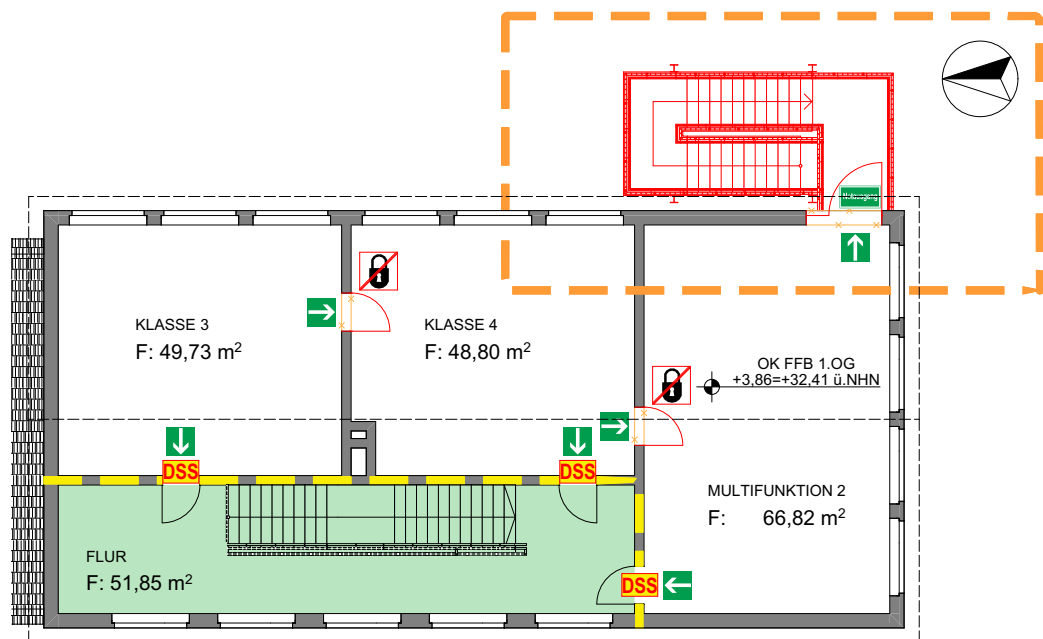 KLASSE 3
F: 49,73 m²
KLASSE 4
F: 48,80 m²
OK FFB 1.OG
+3,86=+32,41 ü.NHN
DSS
DSS
MULTIFUNKTION 2
F: 66,82 m²
FLUR
F: 51,85 m²
DSS